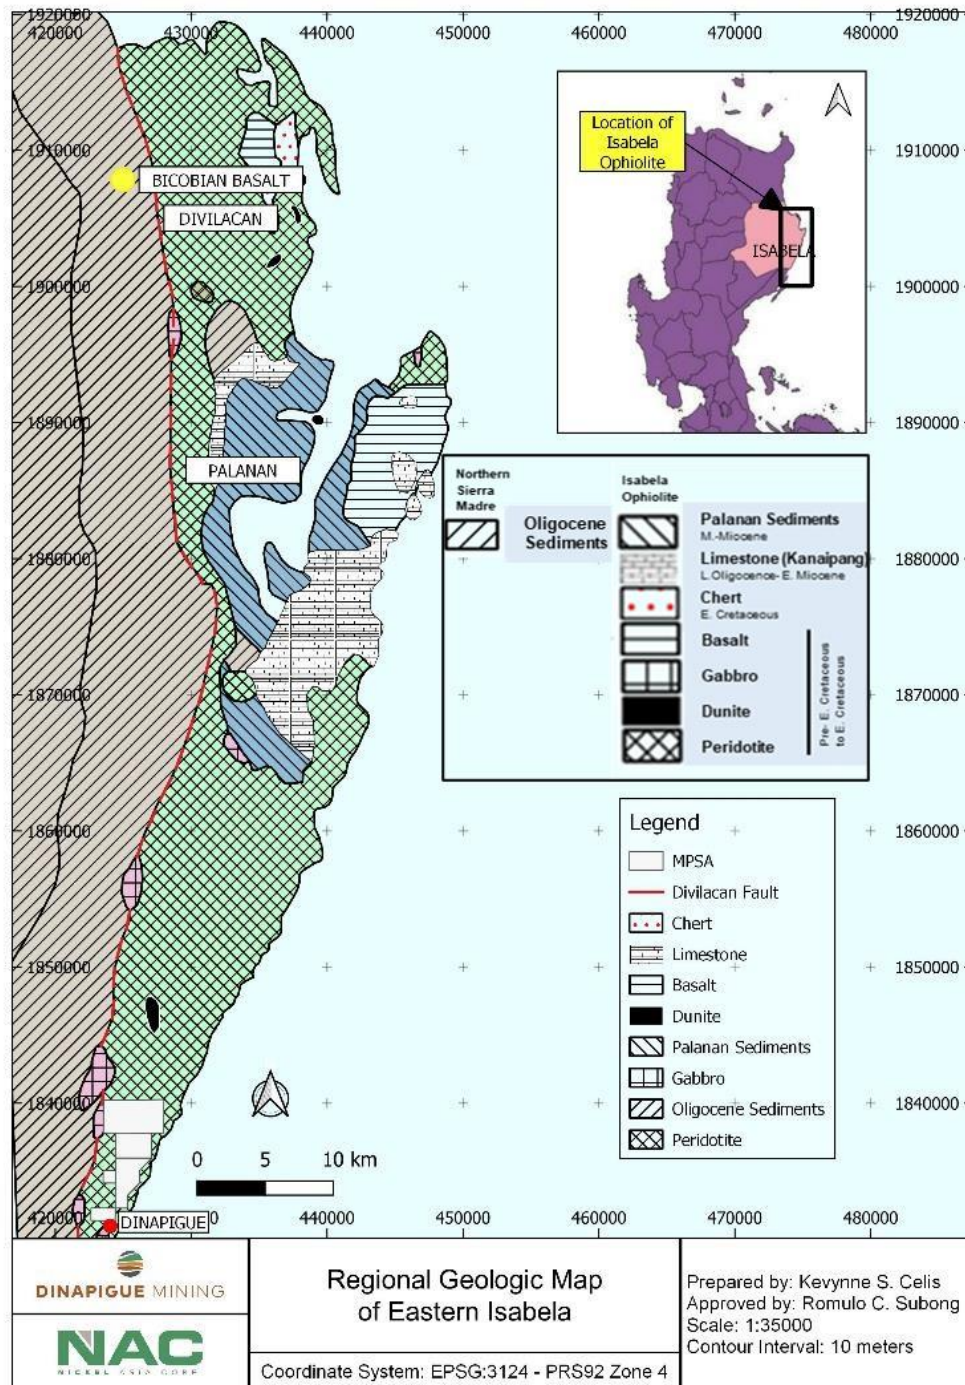 1920000
420000
430000
440000
450000
460000
470000
480000
1920000
Location of
Isabela
Ophiolite
ISABELA
1910000
1910000
BICOBIAN BASALT
DIVILACAN
1900000
1900000
1890000
1890000
PALANAN
Northern
Sierra
Madre
Isabela
Ophiolite
Oligocene
Sediments
Palanan Sediments
M.-Miocene
Limestone (Kanaipang)
L.Oligocence- E. Miocene
Chert
E. Cretaceous
Basalt
Gabbro
Dunite
Peridotite
Pre- E. Cretaceous
to E. Cretaceous
1880000
1880000
1870000
1870000
1860000
1860000
Legend
MPSA
Divilacan Fault
Chert
Limestone
Basalt
Dunite
Palanan Sediments
Gabbro
Oligocene Sediments
Peridotite
1850000
1850000
1840000
1840000
0 5 10 km
DINAPIGUE
420000
440000
450000
460000
470000
480000
DINAPIGUE MINING
NAC
NICKEL ASIA CORP
Regional Geologic Map
of Eastern Isabela
Coordinate System: EPSG:3124 - PRS92 Zone 4
Prepared by: Kevynne S. Celis
Approved by: Romulo C. Subong
Scale: 1:35000
Contour Interval: 10 meters